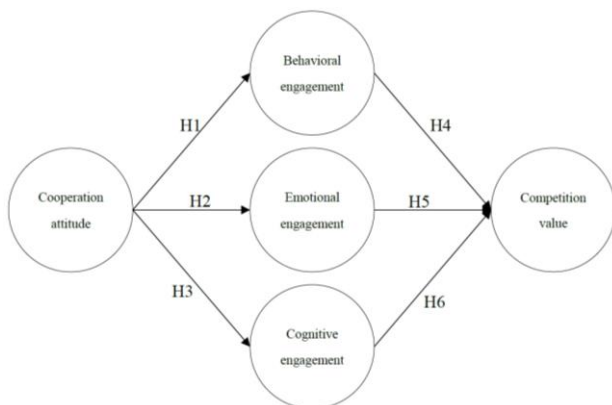 Behavioral
engagement
H1
H4
Cooperation
attitude
H2
Emotional
engagement
H5
Competition
value
H3
H6
Cognitive
engagement